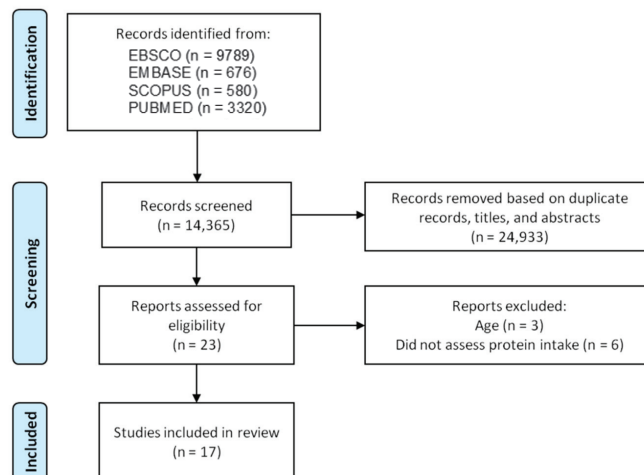 Identification
Records identified from:
EBSCO (n = 9789)
EMBASE (n = 676)
SCOPUS (n = 580)
PUBMED (n = 3320)
Screening
Records screened
(n = 14,365)
Records removed based on duplicate
records, titles, and abstracts
(n = 24,933)
Reports assessed for
eligibility
(n = 23)
Reports excluded:
Age (n = 3)
Did not assess protein intake (n = 6)
Included
Studies included in review
(n = 17)